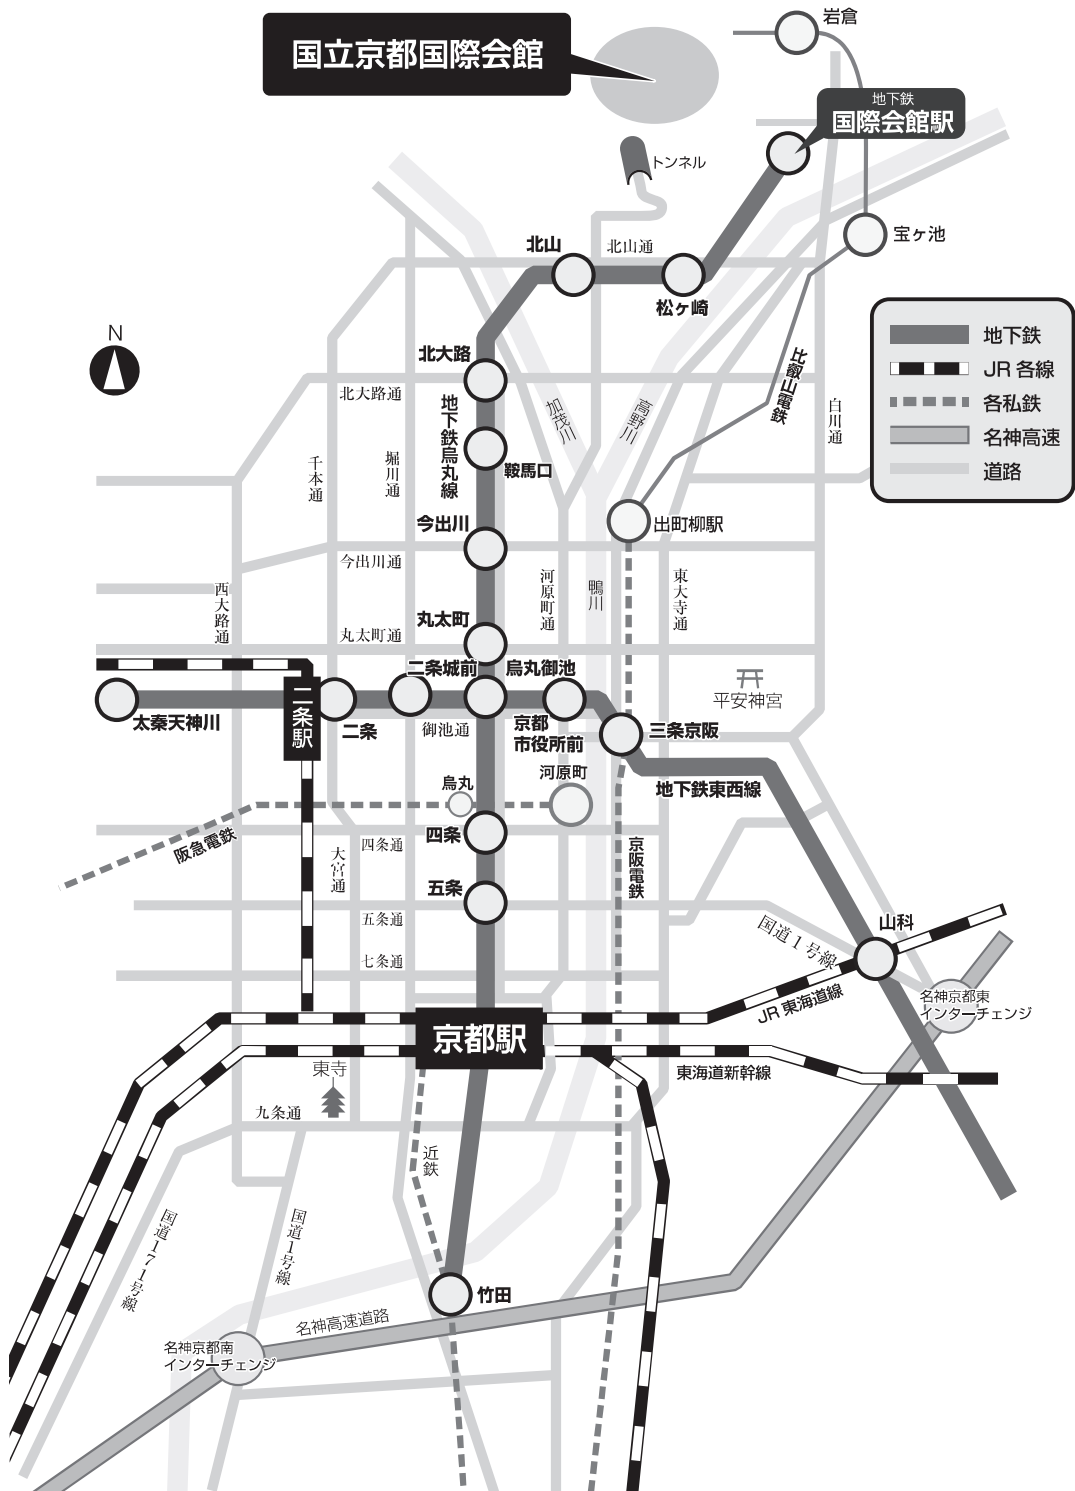 岩倉
国立京都国際会館
地下鉄
国際会館駅
トンネル
宝ヶ池
北山
北山通
松ヶ崎
N
地下鉄
JR 各線
各私鉄
名神高速
道路
北大路
北大路通
地下鉄烏丸線
加茂川
高野川
比叡山電鉄
白川通
千本通
堀川通
鞍馬口
今出川
今出川通
出町柳駅
西大路通
河原町通
鴨川
東大寺通
丸太町
丸太町通
二条城前
烏丸御池
平安神宮
太秦天神川
二条駅
二条
御池通
京都
市役所前
三条京阪
地下鉄東西線
烏丸
河原町
阪急電鉄
四条
四条通
大宮通
京阪電鉄
五条
五条通
七条通
国道1号線
山科
JR 東海道線
名神京都東
インターチェンジ
京都駅
東海道新幹線
東寺
九条通
近鉄
国道171号線
国道1号線
竹田
名神高速道路
名神京都南
インターチェンジ